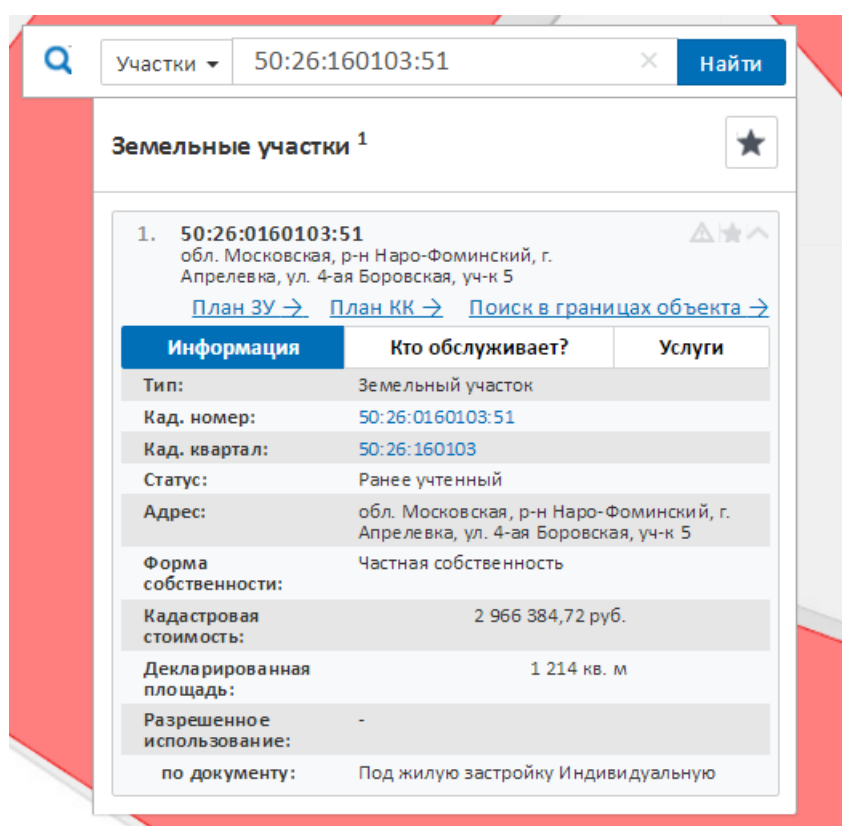 Участки 50:26:160103:51 × Найти
Земельные участки 1
1. 50:26:0160103:51
обл. Московская, р-н Наро-Фоминский, г.
Апрелевка, ул. 4-ая Боровская, уч-к 5
План ЗУ → План КК → Поиск в границах объекта →
Информация Кто обслуживает? Услуги
Тип: Земельный участок
Кад. номер: 50:26:0160103:51
Кад. квартал: 50:26:160103
Статус: Ранее учтенный
Адрес: обл. Московская, р-н Наро-Фоминский, г.
Апрелевка, ул. 4-ая Боровская, уч-к 5
Форма Частная собственность
собственности:
Кадастровая 2 966 384,72 руб.
стоимость:
Декларированная 1 214 кв. м
площадь:
Разрешенное -
использование:
по документу: Под жилую застройку Индивидуальную